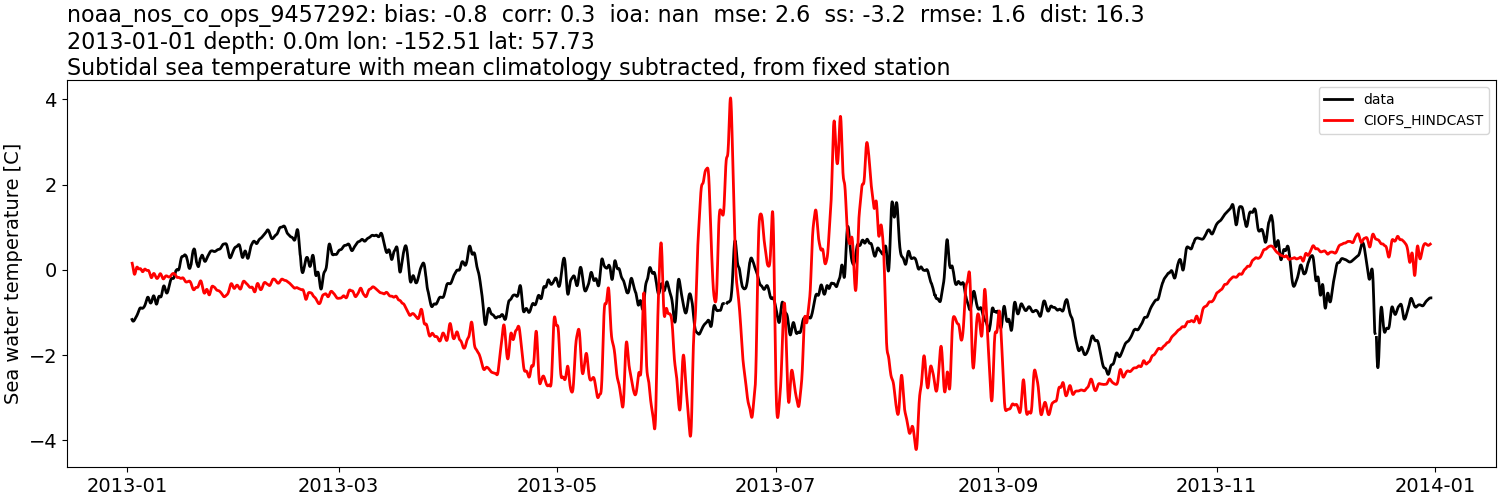 noaa_nos_co_ops_9457292: bias: -0.8  corr: 0.3  ioa: nan  mse: 2.6  ss: -3.2  rmse: 1.6  dist: 16.3
2013-01-01 depth: 0.0m lon: -152.51 lat: 57.73
Subtidal sea temperature with mean climatology subtracted, from fixed station
data
CIOFS_HINDCAST
Sea water temperature [C]
4
2
0
−2
−4
2013-01
2013-03
2013-05
2013-07
2013-09
2013-11
2014-01